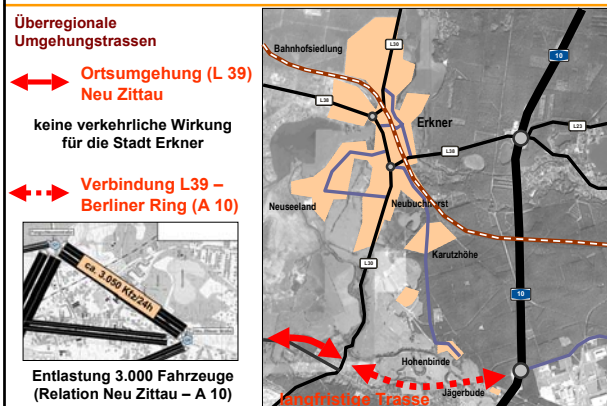 Überregionale
Umgehungstrassen
Ortsumgehung (L 39)
Neu Zittau
keine verkehrliche Wirkung
für die Stadt Erkner
Verbindung L39 –
Berliner Ring (A 10)
ca. 3.050 Kfz/24h
Entlastung 3.000 Fahrzeuge
(Relation Neu Zittau – A 10)
L30
Bahnhofsiedlung
10
L38
Erkner
L23
L38
Neuseeland
Neubuchhorst
Karutzhöhe
L30
10
Hohenbinde
Jägerbude
langfristige Trasse